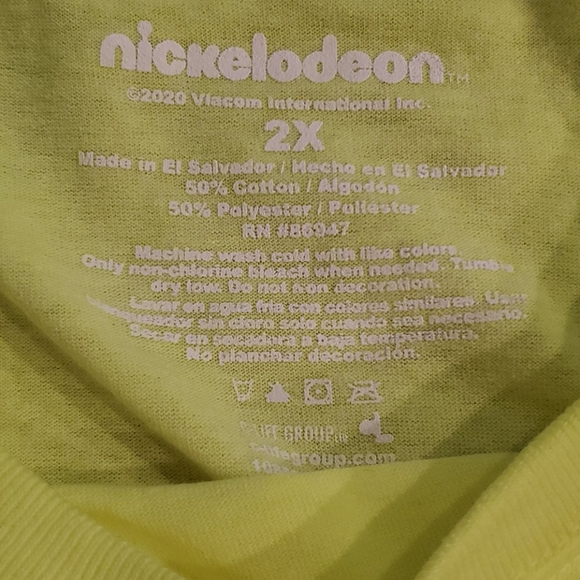 nickelodeon™
©2020 Viacom International Inc.
2X
Made in El Salvador / Hecho en El Salvador
50% Cotton / Algodón
50% Polyester / Poliéster
RN #86947
Machine wash cold with like colors.
Only non-chlorine bleach when needed. Tumble
dry low. Do not iron decoration.
Lavar en agua fria con colores similares. Usar
blanqueador sin cloro solo cuando sea necesario.
Secar en secadora a baja temperatura.
No planchar decoración.
LIFE GROUP